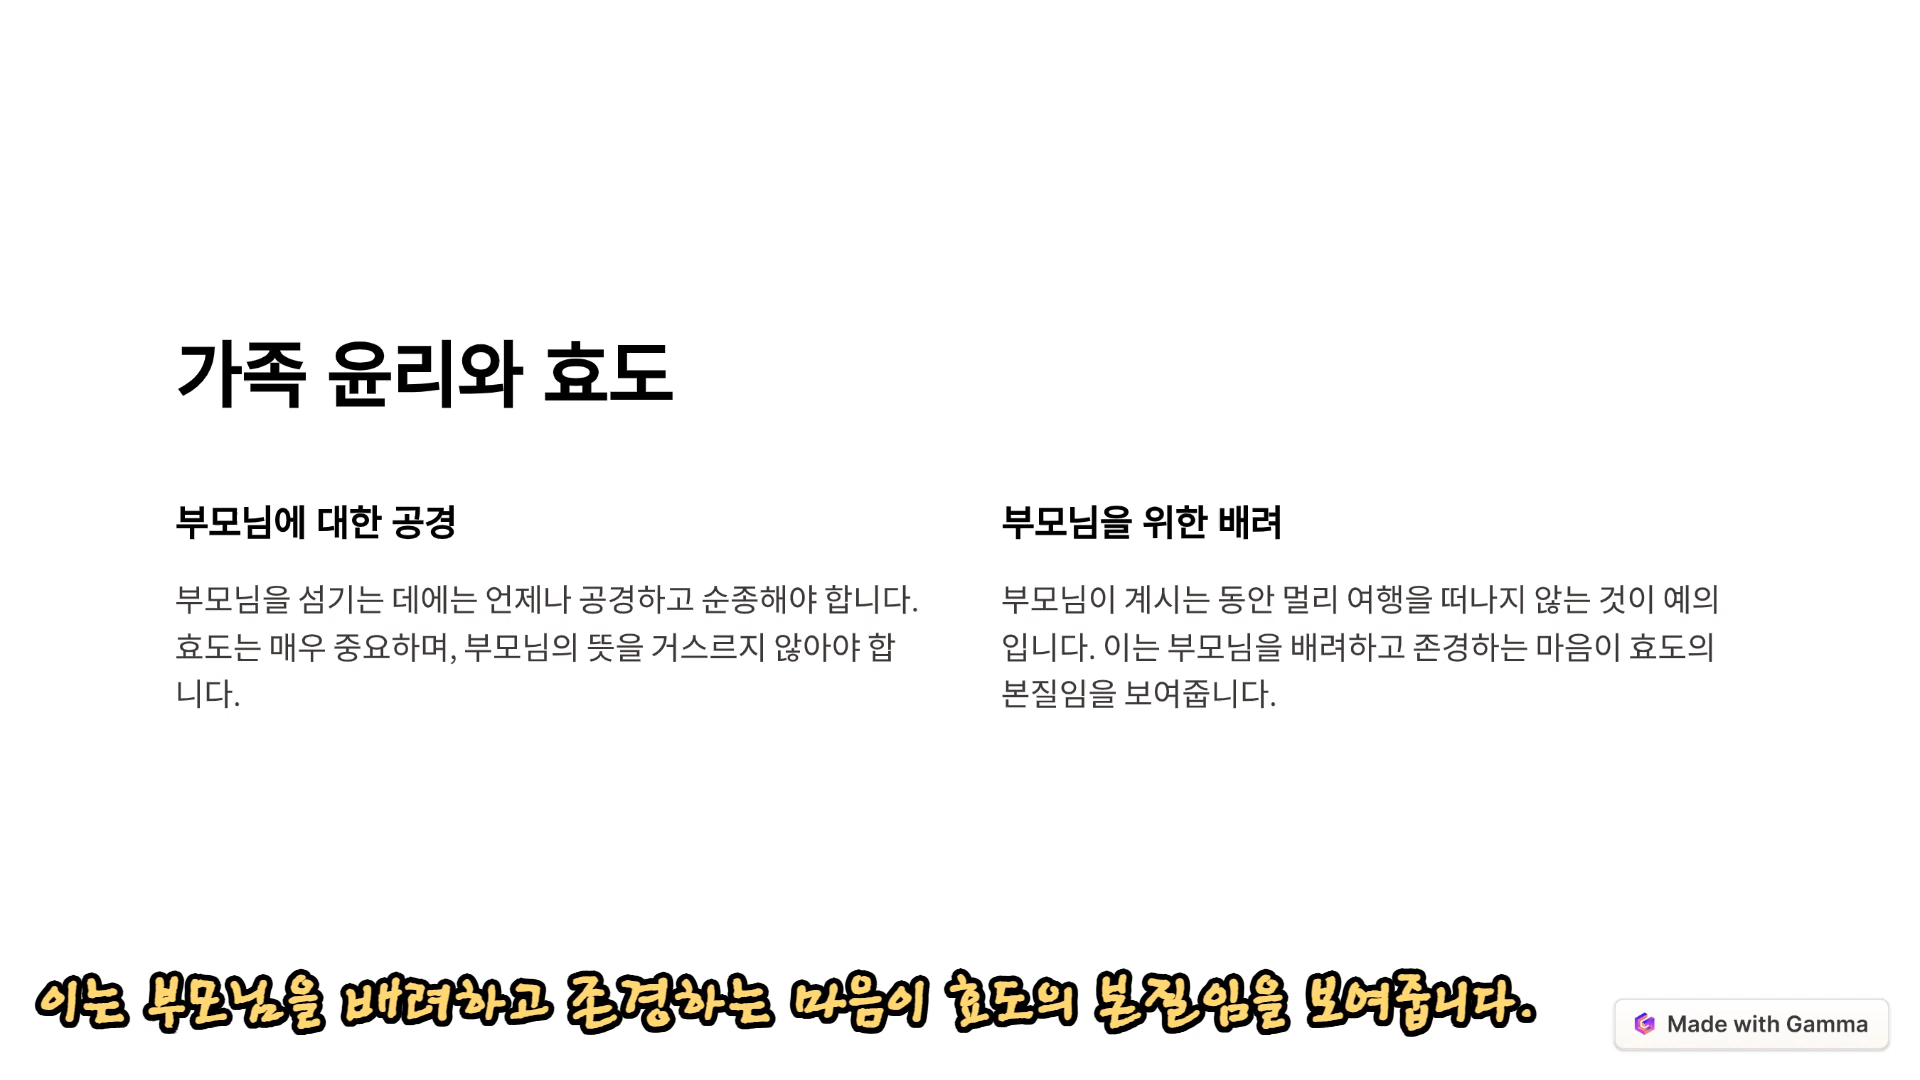 가족 윤리와 효도
부모님에 대한 공경
부모님을 섬기는 데에는 언제나 공경하고 순종해야 합니다.
효도는 매우 중요하며, 부모님의 뜻을 거스르지 않아야 합
니다.
부모님을 위한 배려
부모님이 계시는 동안 멀리 여행을 떠나지 않는 것이 예의
입니다. 이는 부모님을 배려하고 존경하는 마음이 효도의
본질임을 보여줍니다.
이는 부모님을 배려하고 존경하는 마음이 효도의 본질임을 보여줍니다.
Made with Gamma